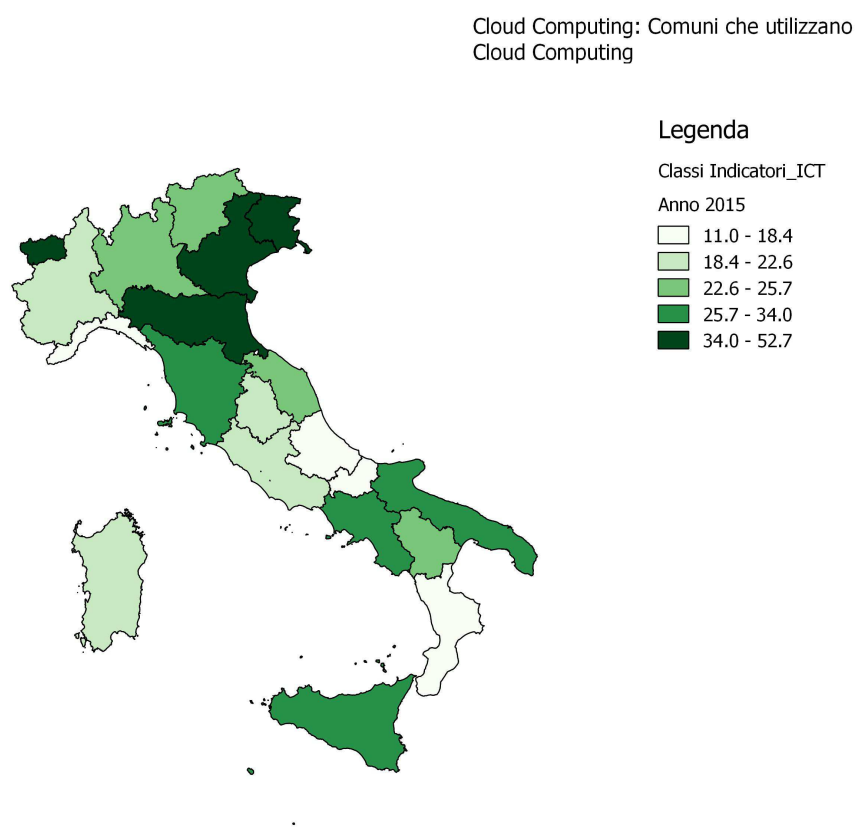 Cloud Computing: Comuni che utilizzano
Cloud Computing
Legenda
Classi Indicatori_ICT
Anno 2015
11.0 - 18.4
18.4 - 22.6
22.6 - 25.7
25.7 - 34.0
34.0 - 52.7